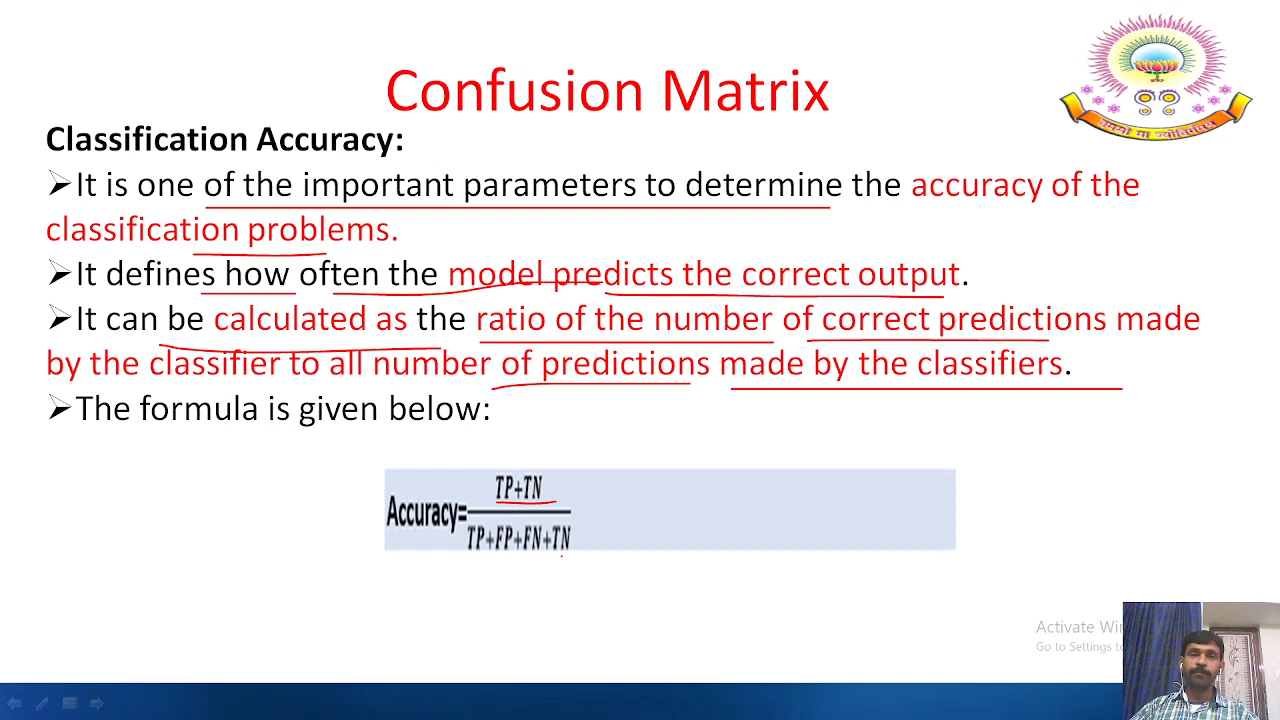 Confusion Matrix
Classification Accuracy:
➢It is one of the important parameters to determine the accuracy of the
classification problems.
➢It defines how often the model predicts the correct output.
➢It can be calculated as the ratio of the number of correct predictions made
by the classifier to all number of predictions made by the classifiers.
➢The formula is given below:
Accuracy=
TP+TN
TP+FP+FN+TN
Activate Win
Go to Settings t